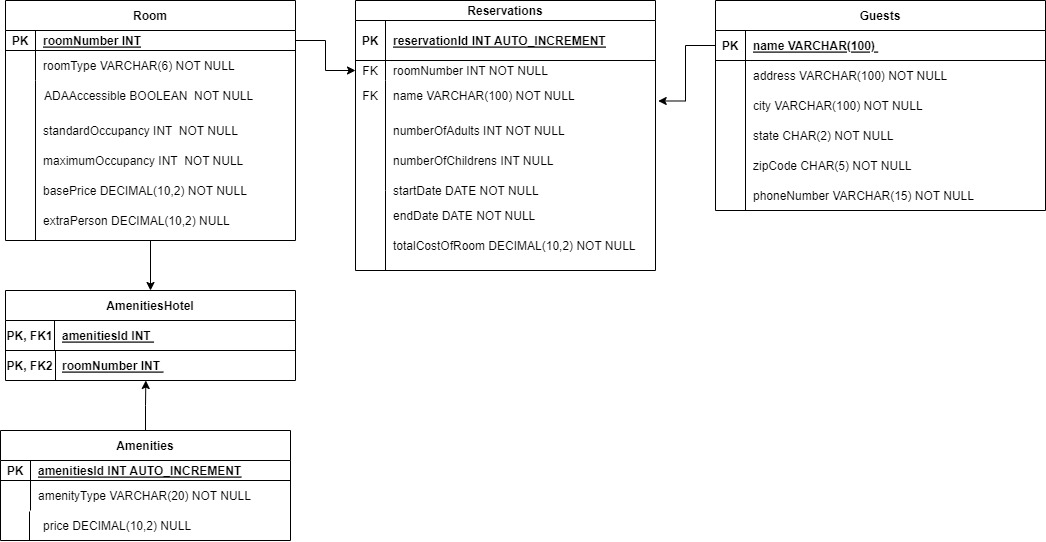 Room
PK roomNumber INT
roomType VARCHAR(6) NOT NULL
ADAAccessible BOOLEAN NOT NULL
standardOccupancy INT NOT NULL
maximumOccupancy INT NOT NULL
basePrice DECIMAL(10,2) NOT NULL
extraPerson DECIMAL(10,2) NULL
Reservations
PK reservationId INT AUTO_INCREMENT
FK roomNumber INT NOT NULL
FK name VARCHAR(100) NOT NULL
numberOfAdults INT NOT NULL
numberOfChildrens INT NULL
startDate DATE NOT NULL
endDate DATE NOT NULL
totalCostOfRoom DECIMAL(10,2) NOT NULL
Guests
PK name VARCHAR(100)
address VARCHAR(100) NOT NULL
city VARCHAR(100) NOT NULL
state CHAR(2) NOT NULL
zipCode CHAR(5) NOT NULL
phoneNumber VARCHAR(15) NOT NULL
AmenitiesHotel
PK, FK1 amenitiesId INT
PK, FK2 roomNumber INT
Amenities
PK amenitiesId INT AUTO_INCREMENT
amenityType VARCHAR(20) NOT NULL
price DECIMAL(10,2) NULL